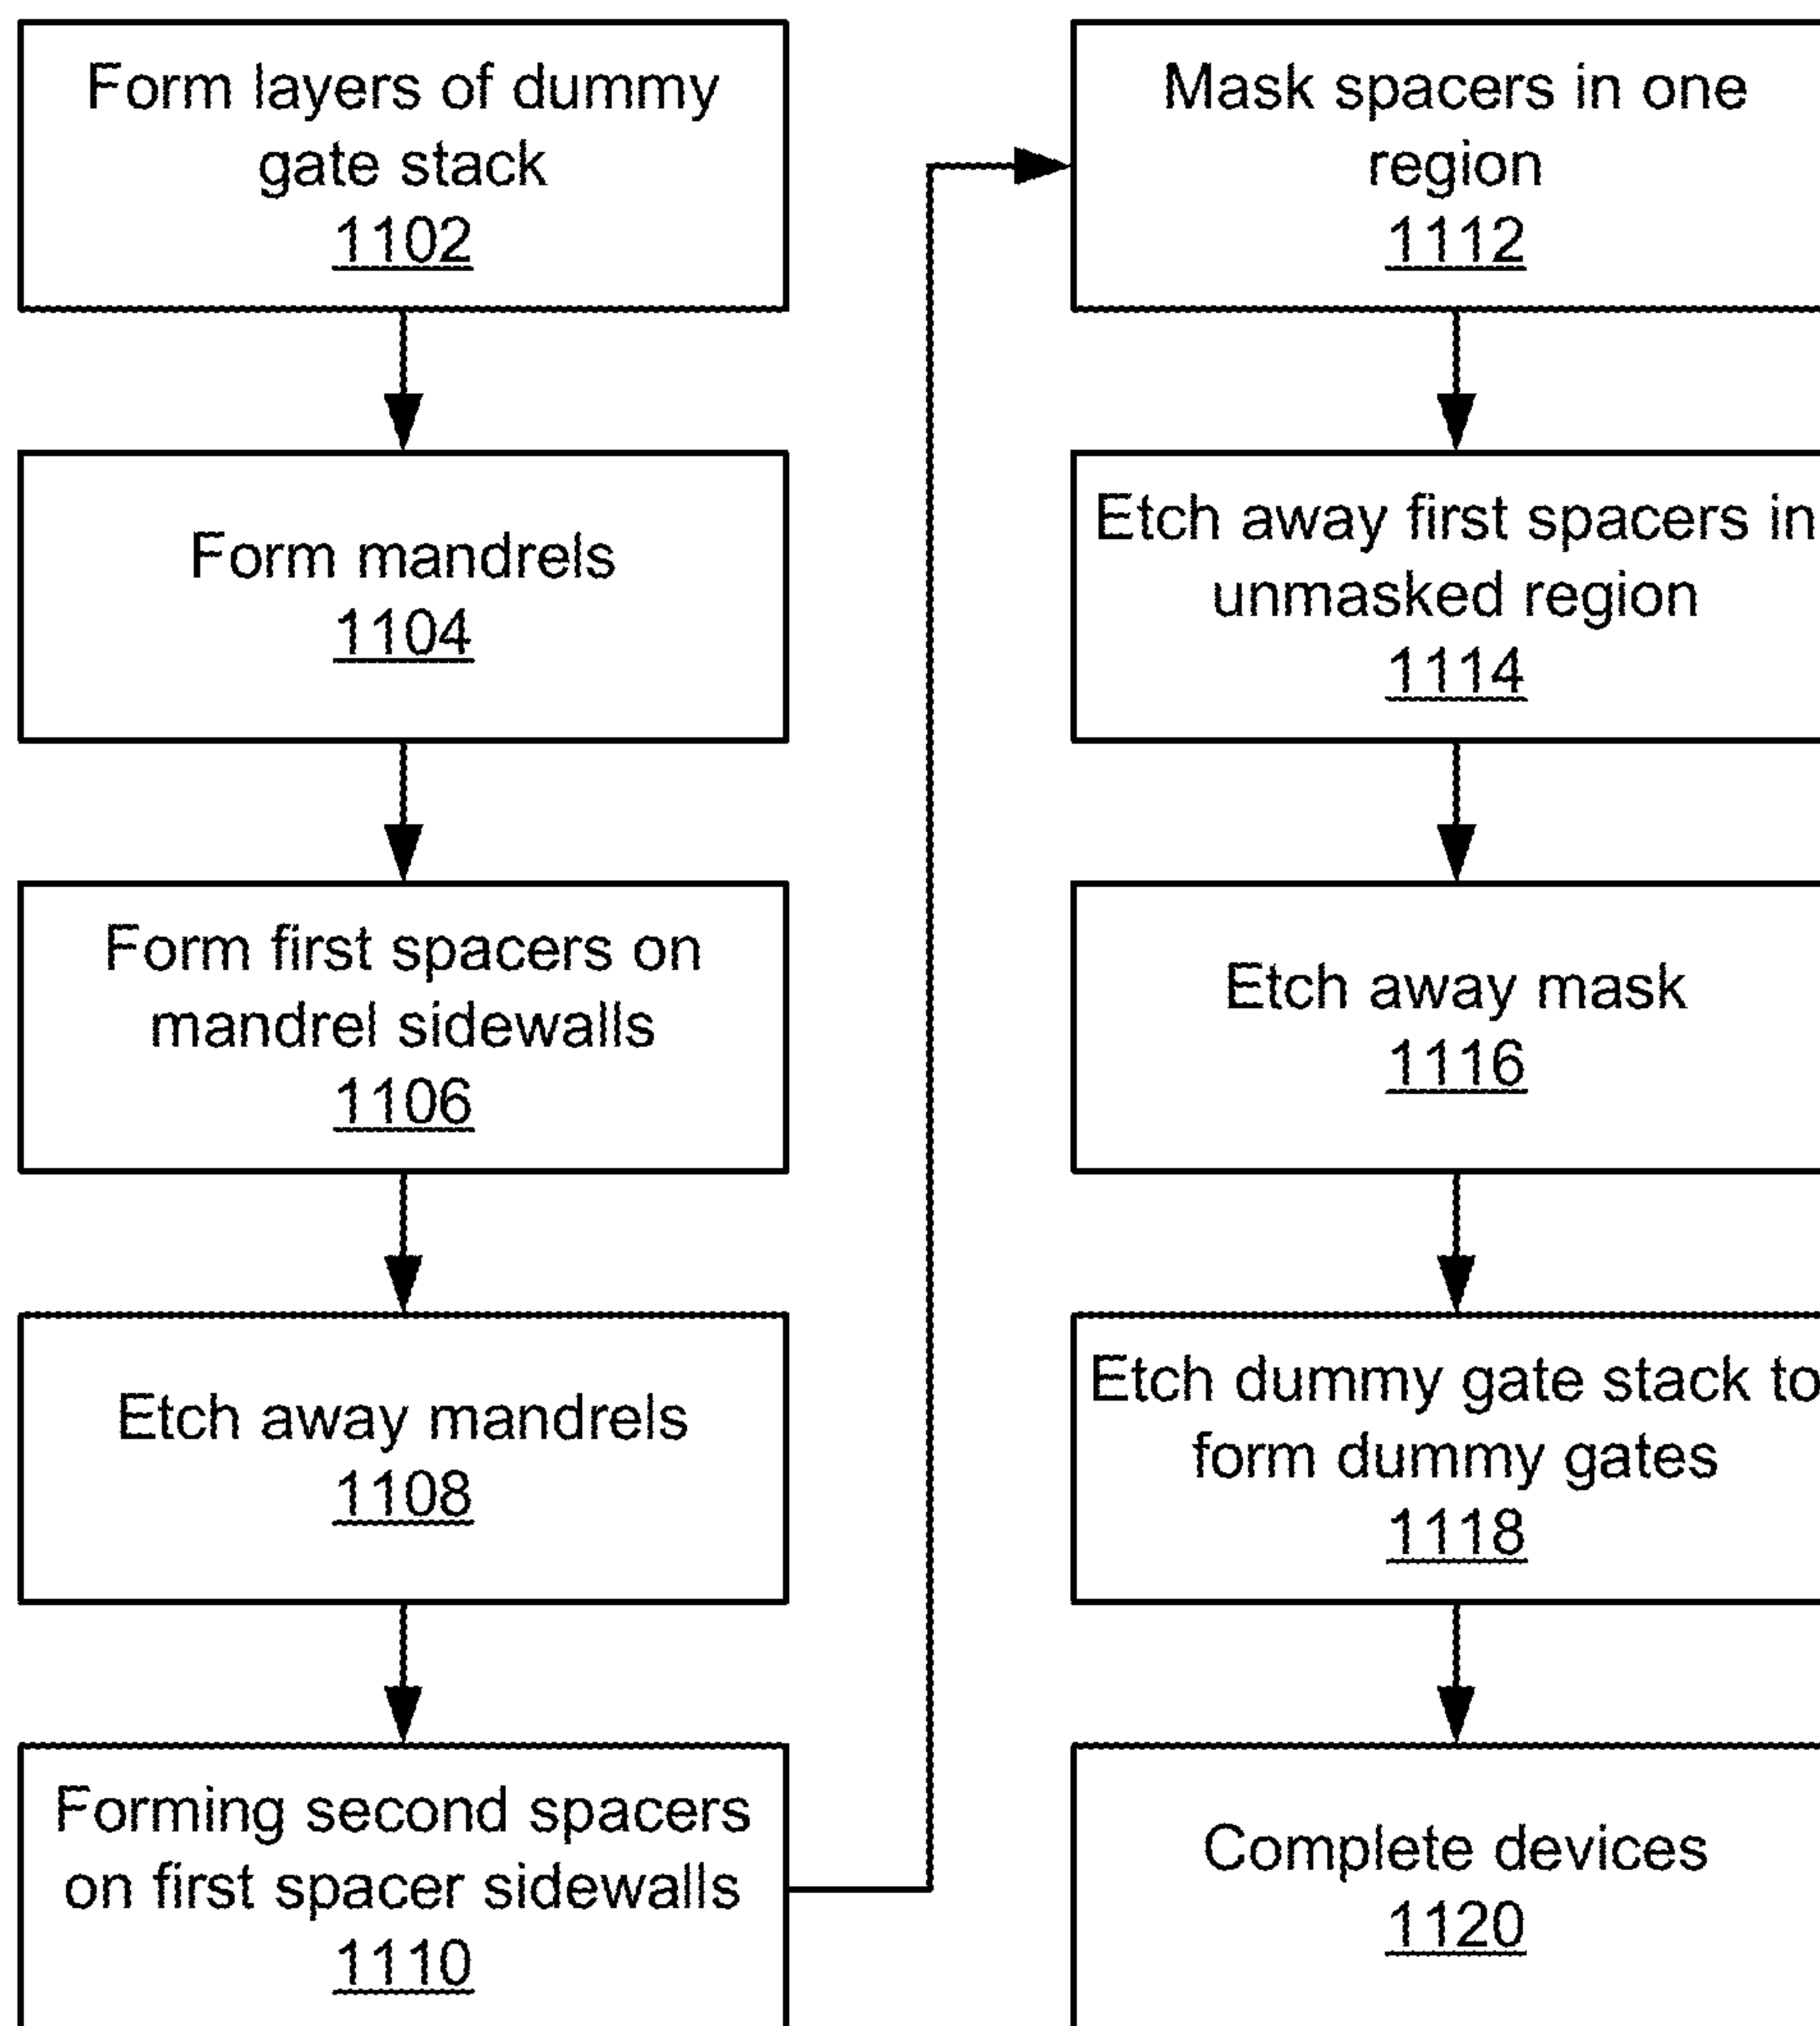 Form layers of dummy
gate stack
1102
Form mandrels
1104
Form first spacers on
mandrel sidewalls
1106
Etch away mandrels
1108
Forming second spacers
on first spacer sidewalls
1110
Mask spacers in one
region
1112
Etch away first spacers in
unmasked region
1114
Etch away mask
1116
Etch dummy gate stack to
form dummy gates
1118
Complete devices
1120